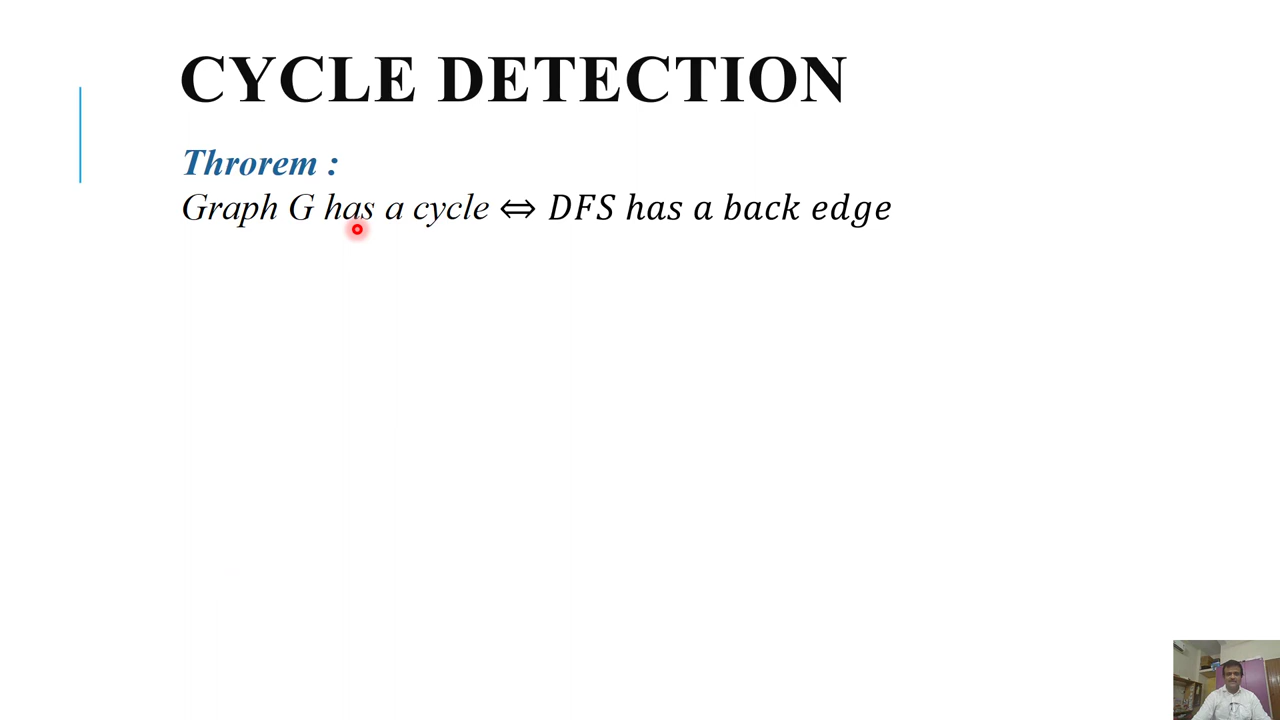 CYCLE DETECTION
Throrem :
Graph G has a cycle ⇔ DFS has a back edge